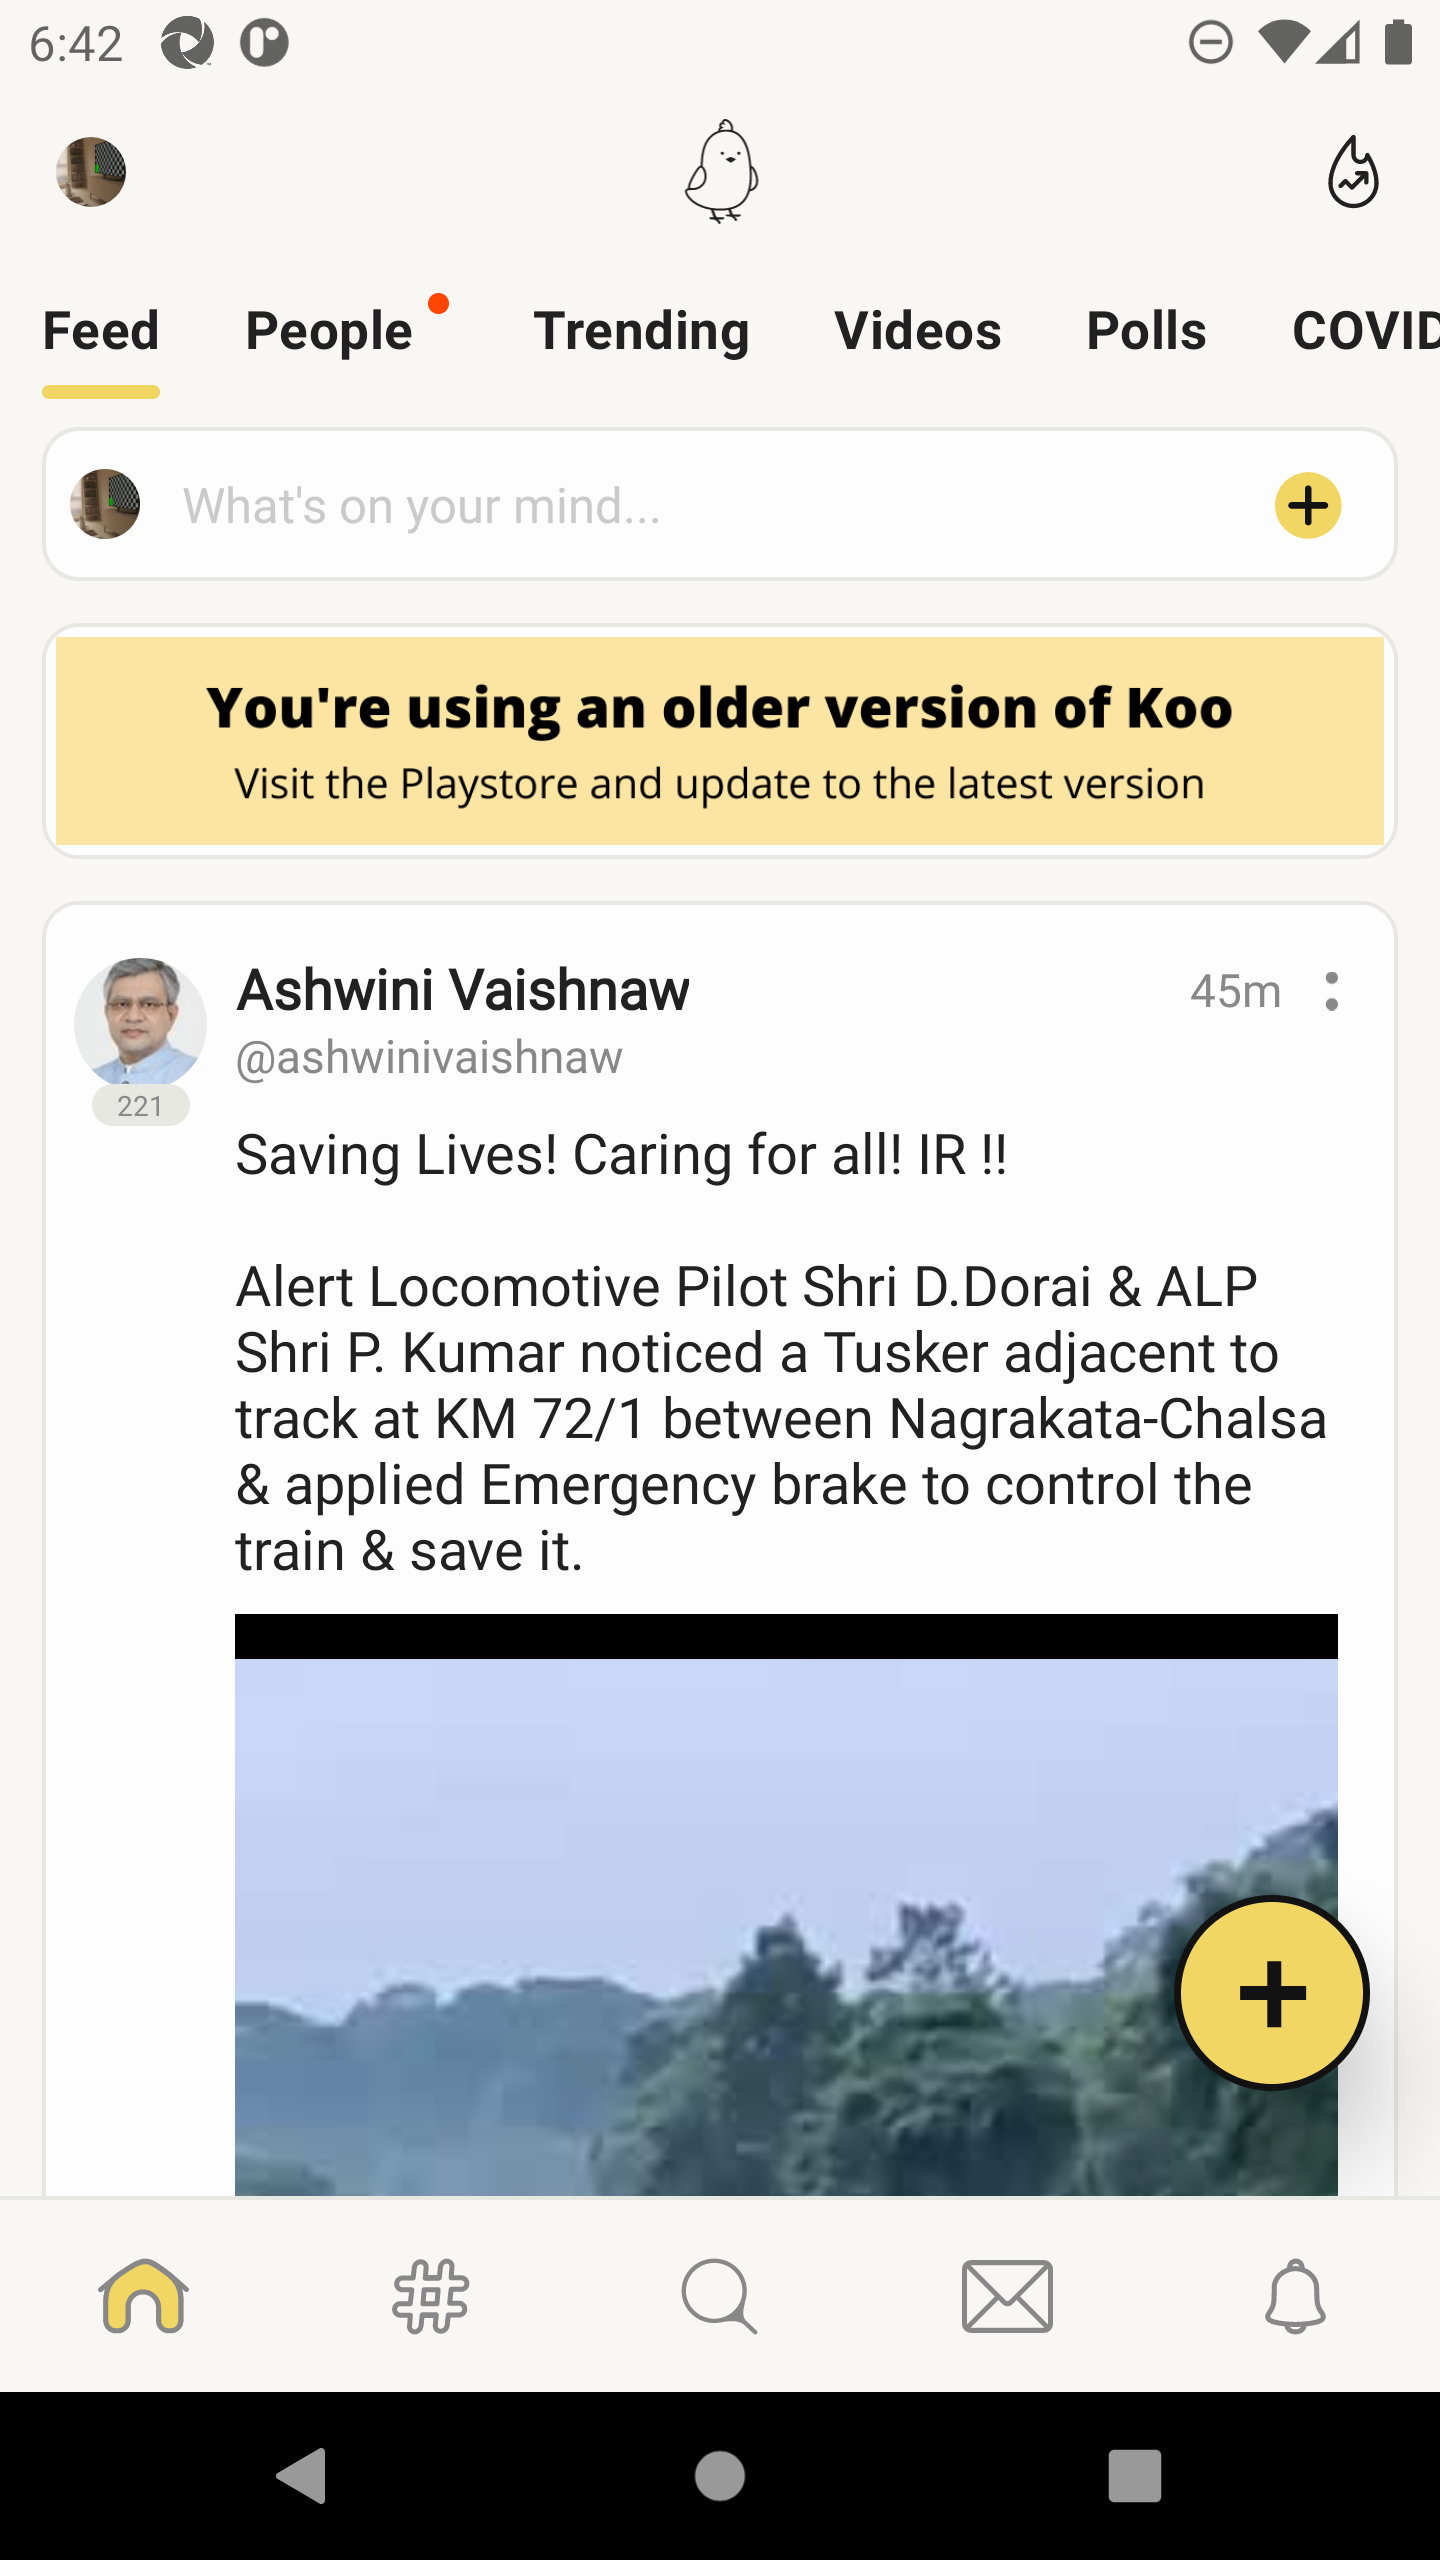 6:42
Feed People Trending Videos Polls COVID
What's on your mind...
You're using an older version of Koo
Visit the Playstore and update to the latest version
Ashwini Vaishnaw 45m
@ashwinivaishnaw
221
Saving Lives! Caring for all! IR !!
Alert Locomotive Pilot Shri D.Dorai & ALP
Shri P. Kumar noticed a Tusker adjacent to
track at KM 72/1 between Nagrakata-Chalsa
& applied Emergency brake to control the
train & save it.